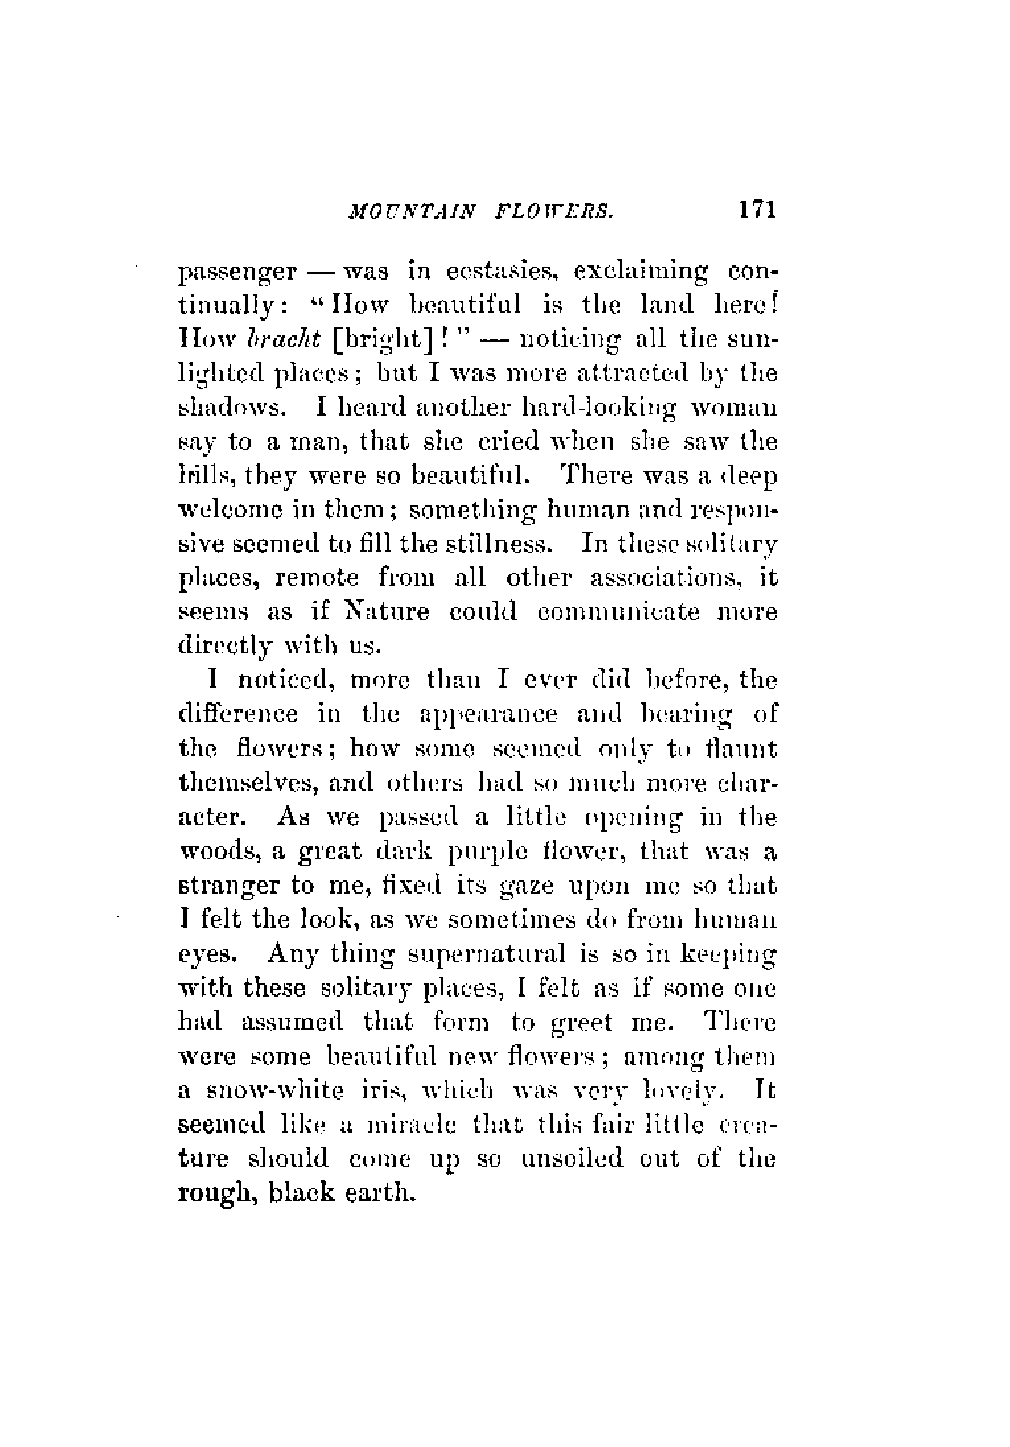 MOUNTAIN FLOWERS. 171
passenger — was in ecstasies, exclaiming con-
tinually: "How beautiful is the land here!
How bracht [bright]!" — noticing all the sun-
lighted places; but I was more attracted by the
shadows. I heard another hard-looking woman
say to a man, that she cried when she saw the
hills, they were so beautiful. There was a deep
welcome in them; something human and respon-
sive seemed to fill the stillness. In these solitary
places, remote from all other associations, it
seems as if Nature could communicate more
directly with us.
I noticed, more than I ever did before, the
difference in the appearance and bearing of
the flowers; how some seemed only to flaunt
themselves, and others had so much more char-
acter. As we passed a little opening in the
woods, a great dark purple flower, that was a
stranger to me, fixed its gaze upon me so that
I felt the look, as we sometimes do from human
eyes. Any thing supernatural is so in keeping
with these solitary places, I felt as if some one
had assumed that form to greet me. There
were some beautiful new flowers; among them
a snow-white iris, which was very lovely. It
seemed like a miracle that this fair little crea-
ture should come up so unsoiled out of the
rough, black earth.